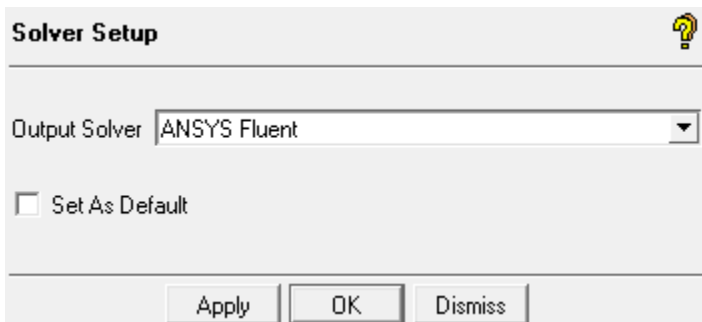 Solver Setup
Output Solver ANSYS Fluent
Set As Default
Apply OK Dismiss